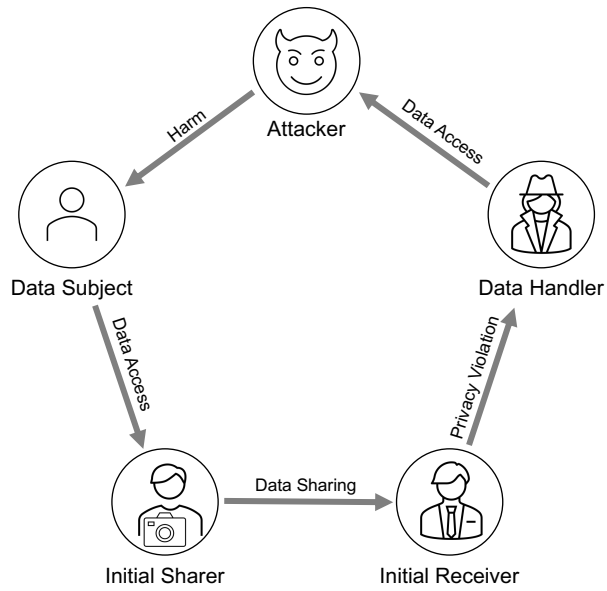 Attacker
Harm
Data Access
Data Subject
Data Handler
Data Access
Privacy Violation
Data Sharing
Initial Sharer
Initial Receiver